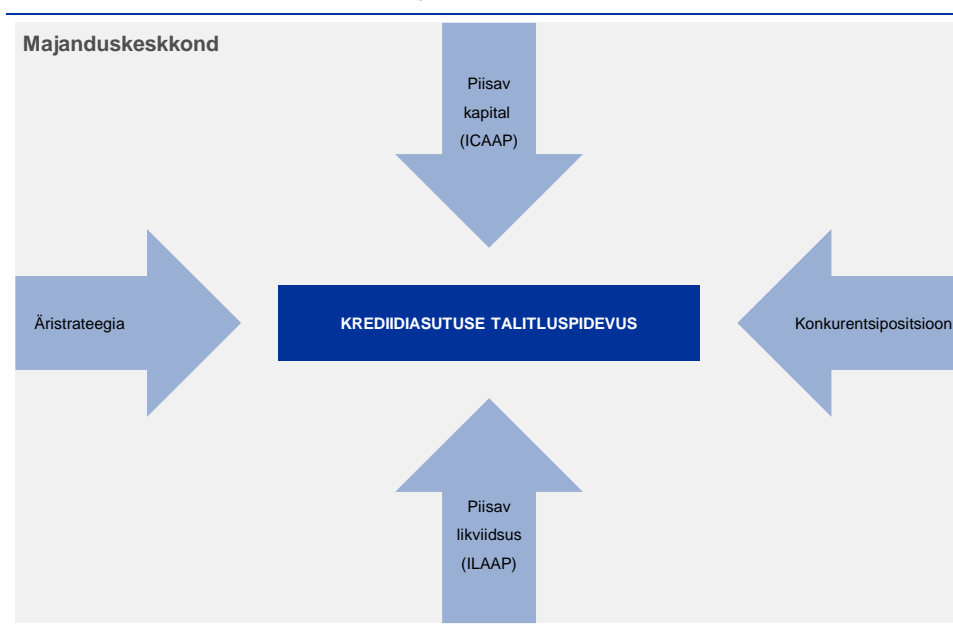 Majanduskeskkond
Piisav
kapital
(ICAAP)
Äristrateegia
KREDIIDIASUTUSE TALITLUSPIDEVUS
Konkurentsipositsioon
Piisav
likviidsus
(ILAAP)